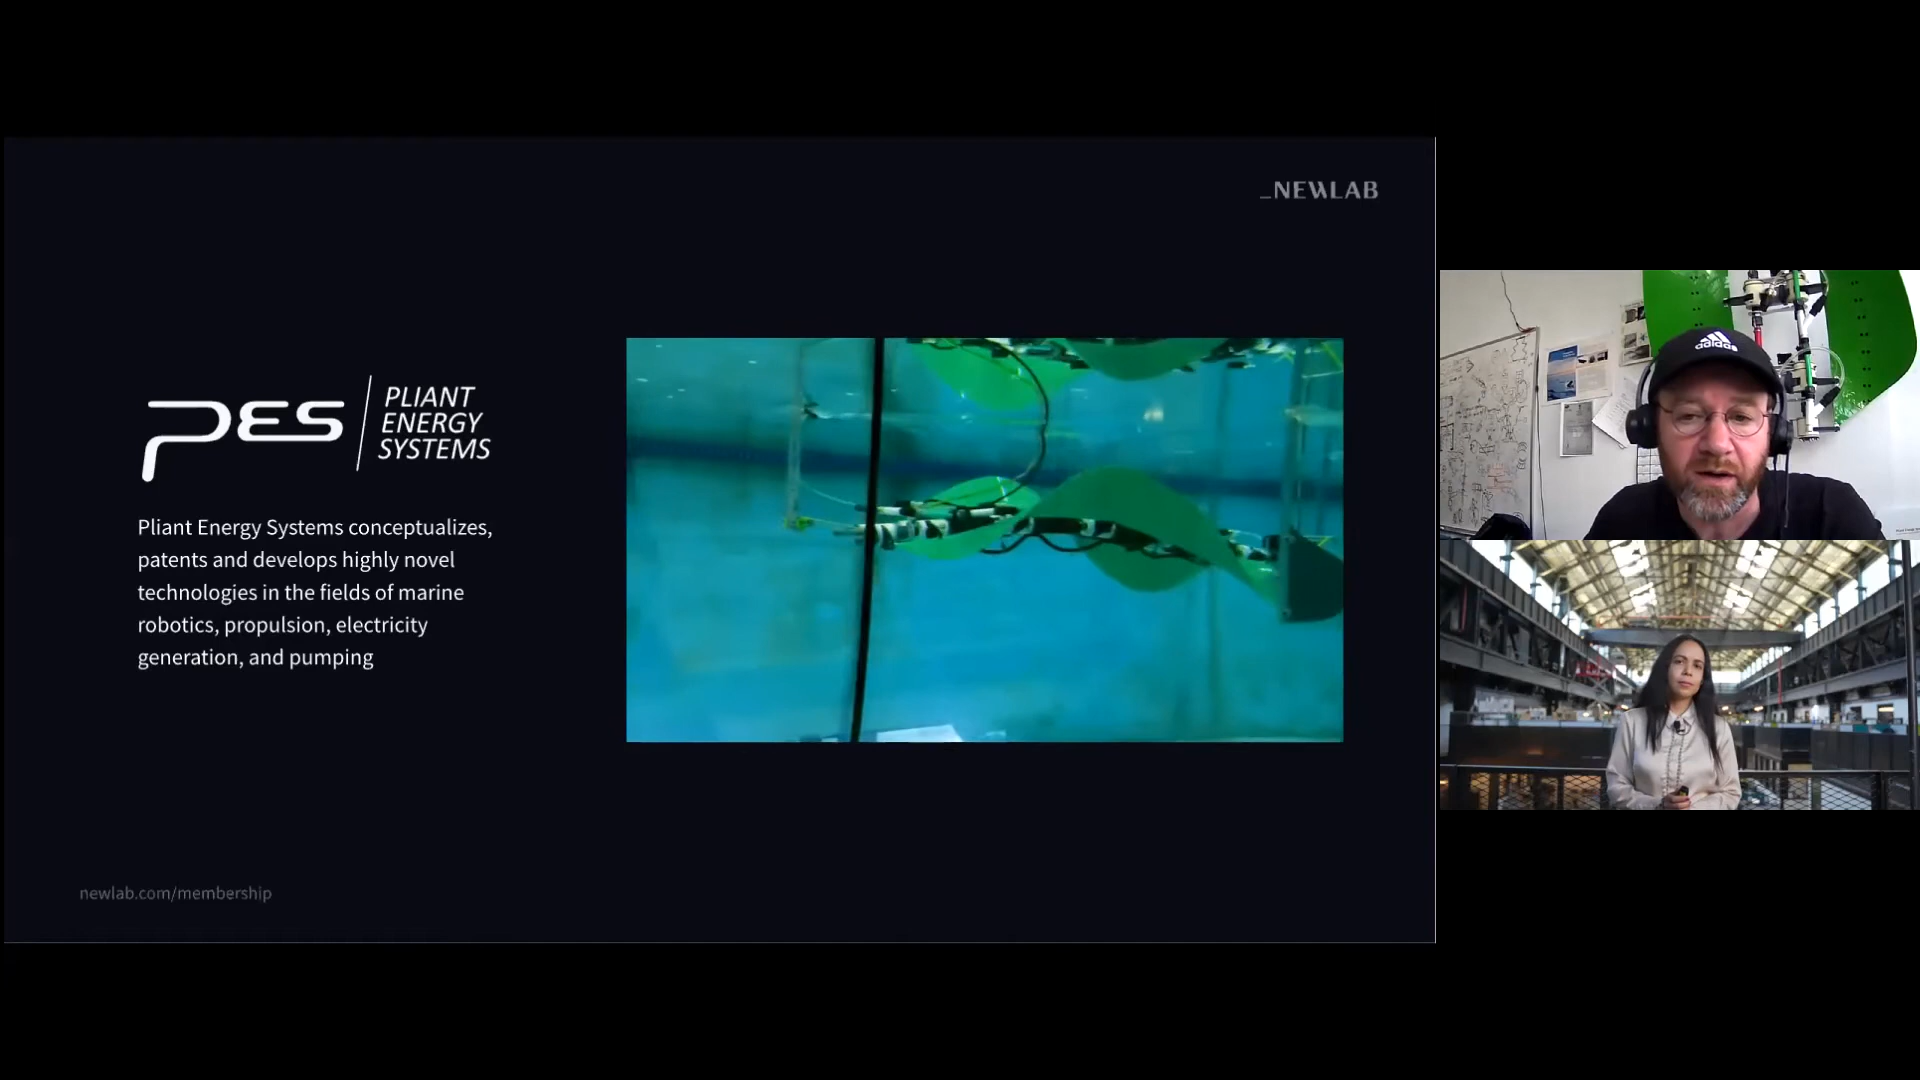 _NEWLAB
PES
PLIANT
ENERGY
SYSTEMS
Pliant Energy Systems conceptualizes,
patents and develops highly novel
technologies in the fields of marine
robotics, propulsion, electricity
generation, and pumping
newlab.com/membership
adidas